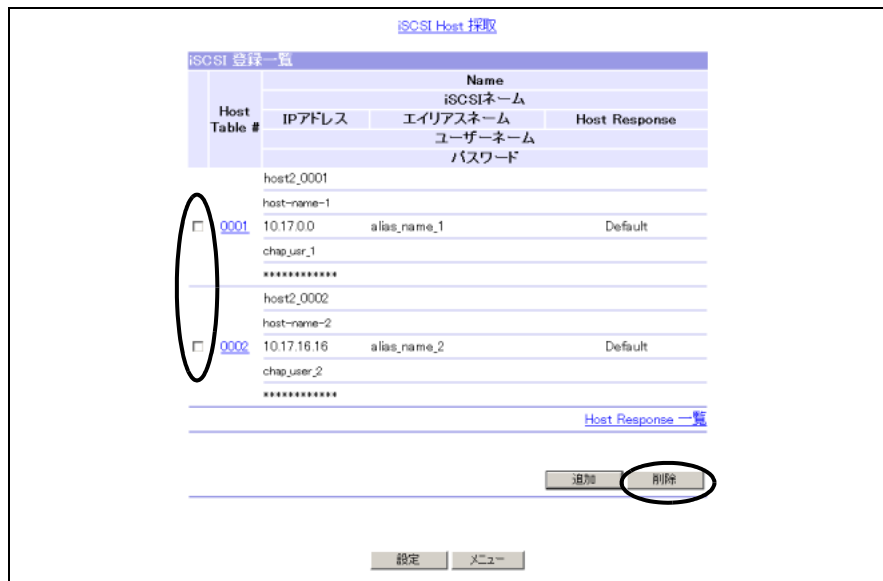 iSCSI Host 採取
iSCSI 登録一覧
Host Table #
Name
iSCSIネーム
IPアドレス エイリアスネーム Host Response
ユーザーネーム
パスワード
host2_0001
host-name-1
0001 10.17.0.0 alias_name_1 Default
chap_usr_1
************
host2_0002
host-name-2
0002 10.17.16.16 alias_name_2 Default
chap_user_2
************
Host Response 一覧
追加 削除
設定 メニュー